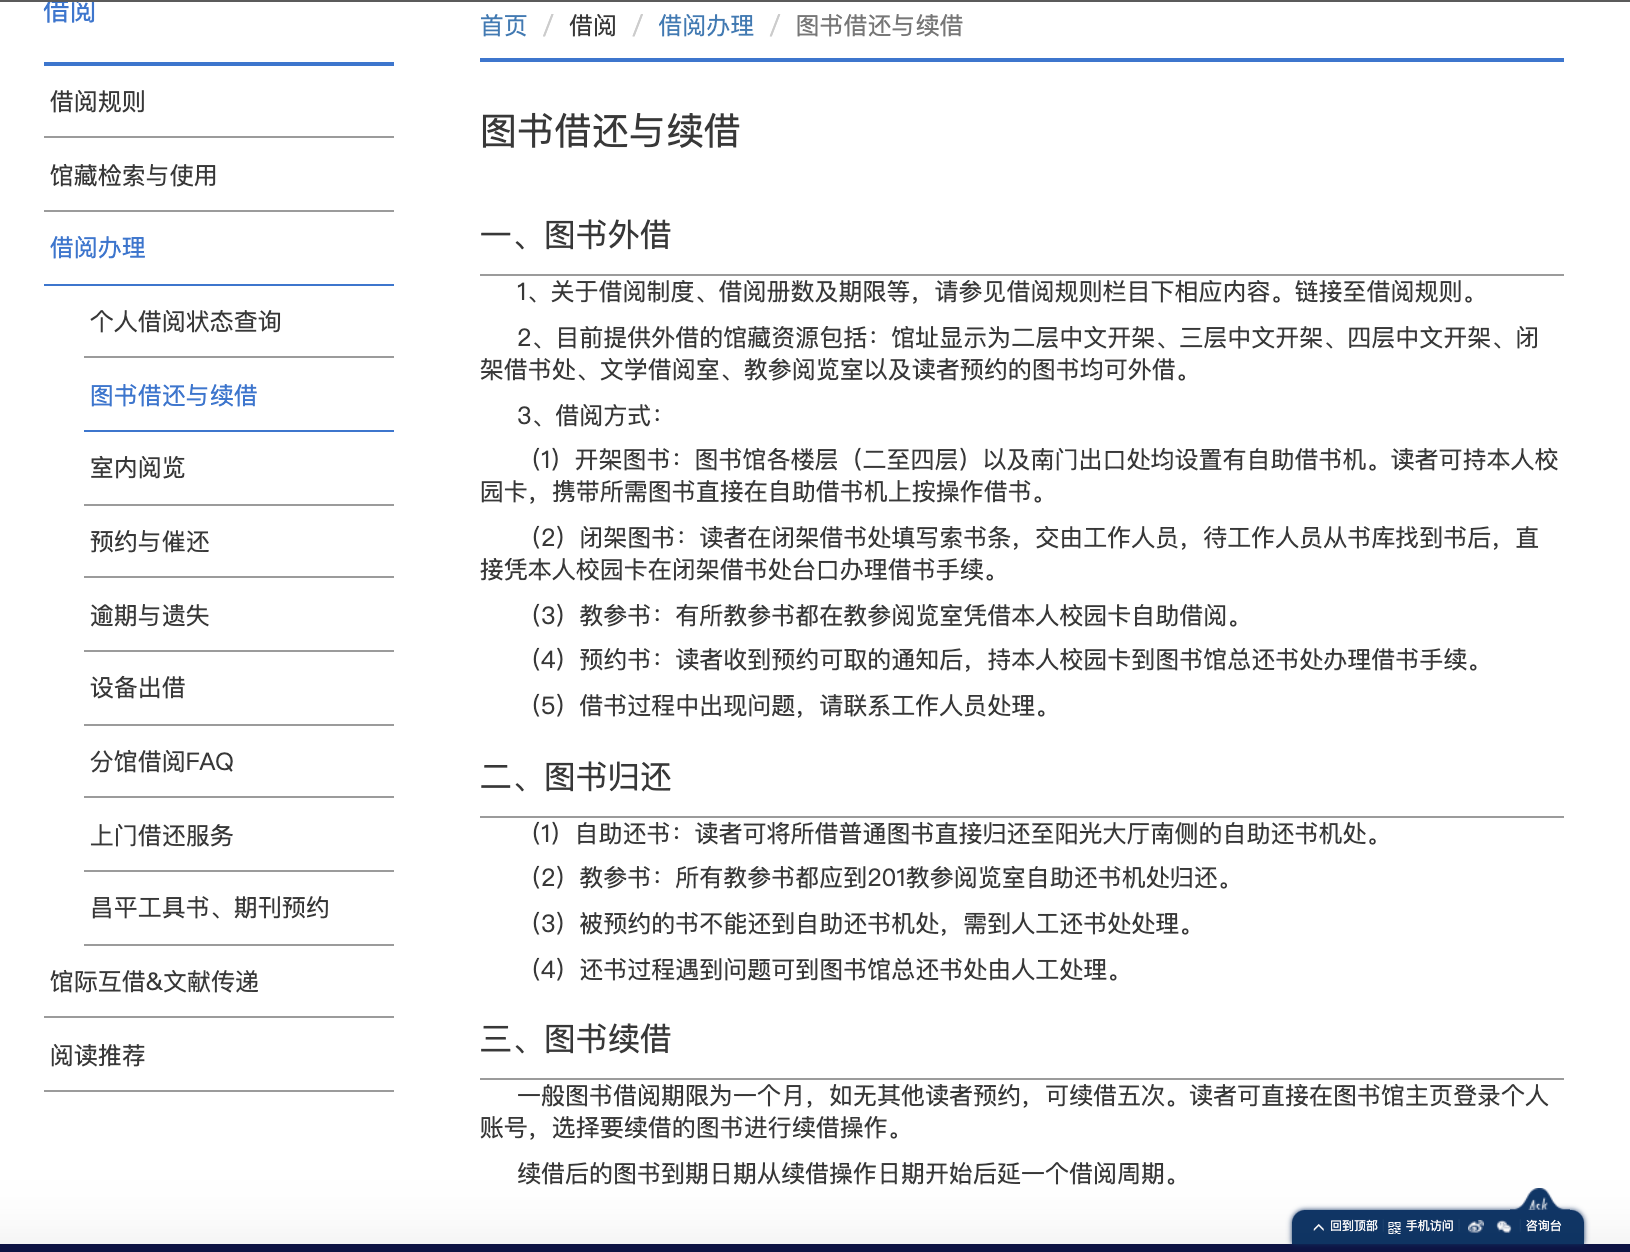 借阅
借阅规则
馆藏检索与使用
借阅办理
个人借阅状态查询
图书借还与续借
室内阅览
预约与催还
逾期与遗失
设备出借
分馆借阅FAQ
上门借还服务
昌平工具书、期刊预约
馆际互借&文献传递
阅读推荐
首页 / 借阅 / 借阅办理 / 图书借还与续借
图书借还与续借
一、图书外借
1、关于借阅制度、借阅册数及期限等，请参见借阅规则栏目下相应内容。链接至借阅规则。
2、目前提供外借的馆藏资源包括：馆址显示为二层中文开架、三层中文开架、四层中文开架、闭
架借书处、文学借阅室、教参阅览室以及读者预约的图书均可外借。
3、借阅方式：
（1）开架图书：图书馆各楼层（二至四层）以及南门出口处均设置有自助借书机。读者可持本人校
园卡，携带所需图书直接在自助借书机上按操作借书。
（2）闭架图书：读者在闭架借书处填写索书条，交由工作人员，待工作人员从书库找到书后，直
接凭本人校园卡在闭架借书处台口办理借书手续。
（3）教参书：有所教参书都在教参阅览室凭借本人校园卡自助借阅。
（4）预约书：读者收到预约可取的通知后，持本人校园卡到图书馆总还书处办理借书手续。
（5）借书过程中出现问题，请联系工作人员处理。
二、图书归还
（1）自助还书：读者可将所借普通图书直接归还至阳光大厅南侧的自助还书机处。
（2）教参书：所有教参书都应到201教参阅览室自助还书机处归还。
（3）被预约的书不能还到自助还书机处，需到人工还书处处理。
（4）还书过程遇到问题可到图书馆总还书处由人工处理。
三、图书续借
一般图书借阅期限为一个月，如无其他读者预约，可续借五次。读者可直接在图书馆主页登录个人
账号，选择要续借的图书进行续借操作。
续借后的图书到期日期从续借操作日期开始后延一个借阅周期。
Ask
回到顶部 手机访问 咨询台